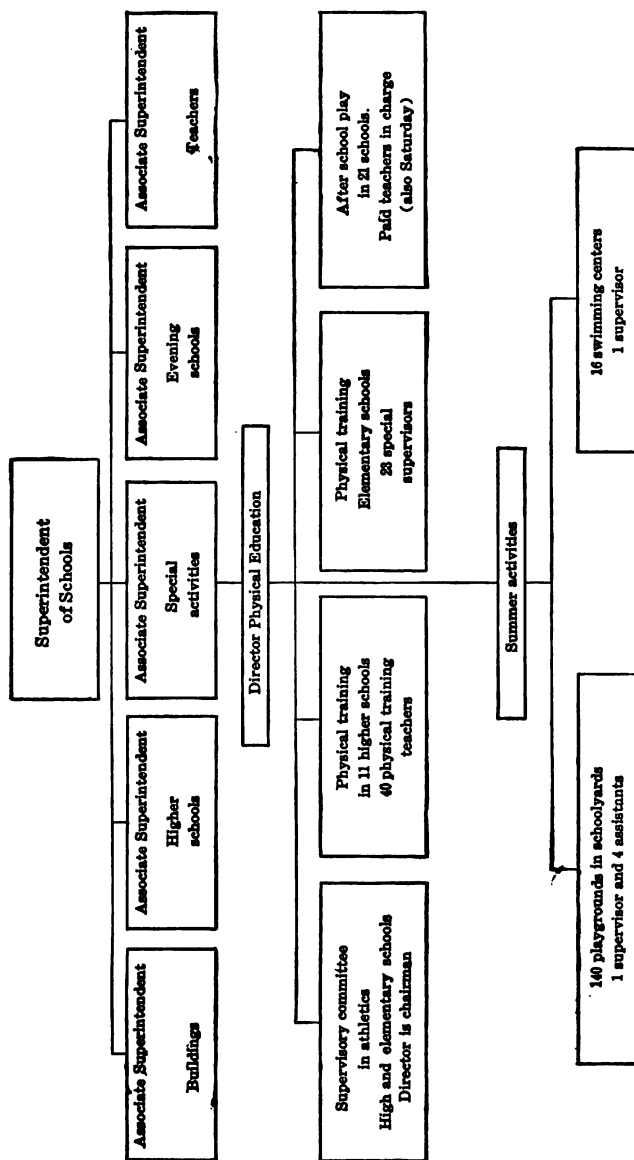 Superintendent
of Schools
Associate Superintendent
Buildings
Associate Superintendent
Higher
schools
Associate Superintendent
Special
activities
Associate Superintendent
Evening
schools
Associate Superintendent
Teachers
Director Physical Education
Supervisory committee
in athletics
High and elementary schools
Director is chairman
Physical training
in 11 higher schools
40 physical training
teachers
Physical training
Elementary schools
23 special
supervisors
After school play
in 21 schools.
Paid teachers in charge
(also Saturday)
Summer activities
140 playgrounds in schoolyards
1 supervisor and 4 assistants
16 swimming centers
1 supervisor